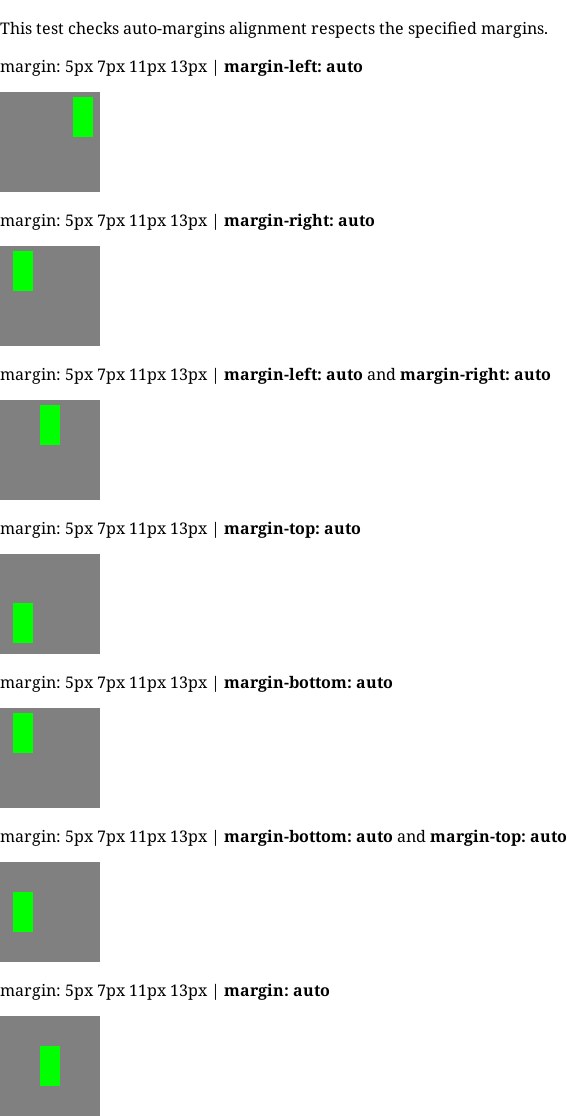 This test checks auto-margins alignment respects the specified margins.
margin: 5px 7px 11px 13px | margin-left: auto
margin: 5px 7px 11px 13px | margin-right: auto
margin: 5px 7px 11px 13px | margin-left: auto and margin-right: auto
margin: 5px 7px 11px 13px | margin-top: auto
margin: 5px 7px 11px 13px | margin-bottom: auto
margin: 5px 7px 11px 13px | margin-bottom: auto and margin-top: auto
margin: 5px 7px 11px 13px | margin: auto